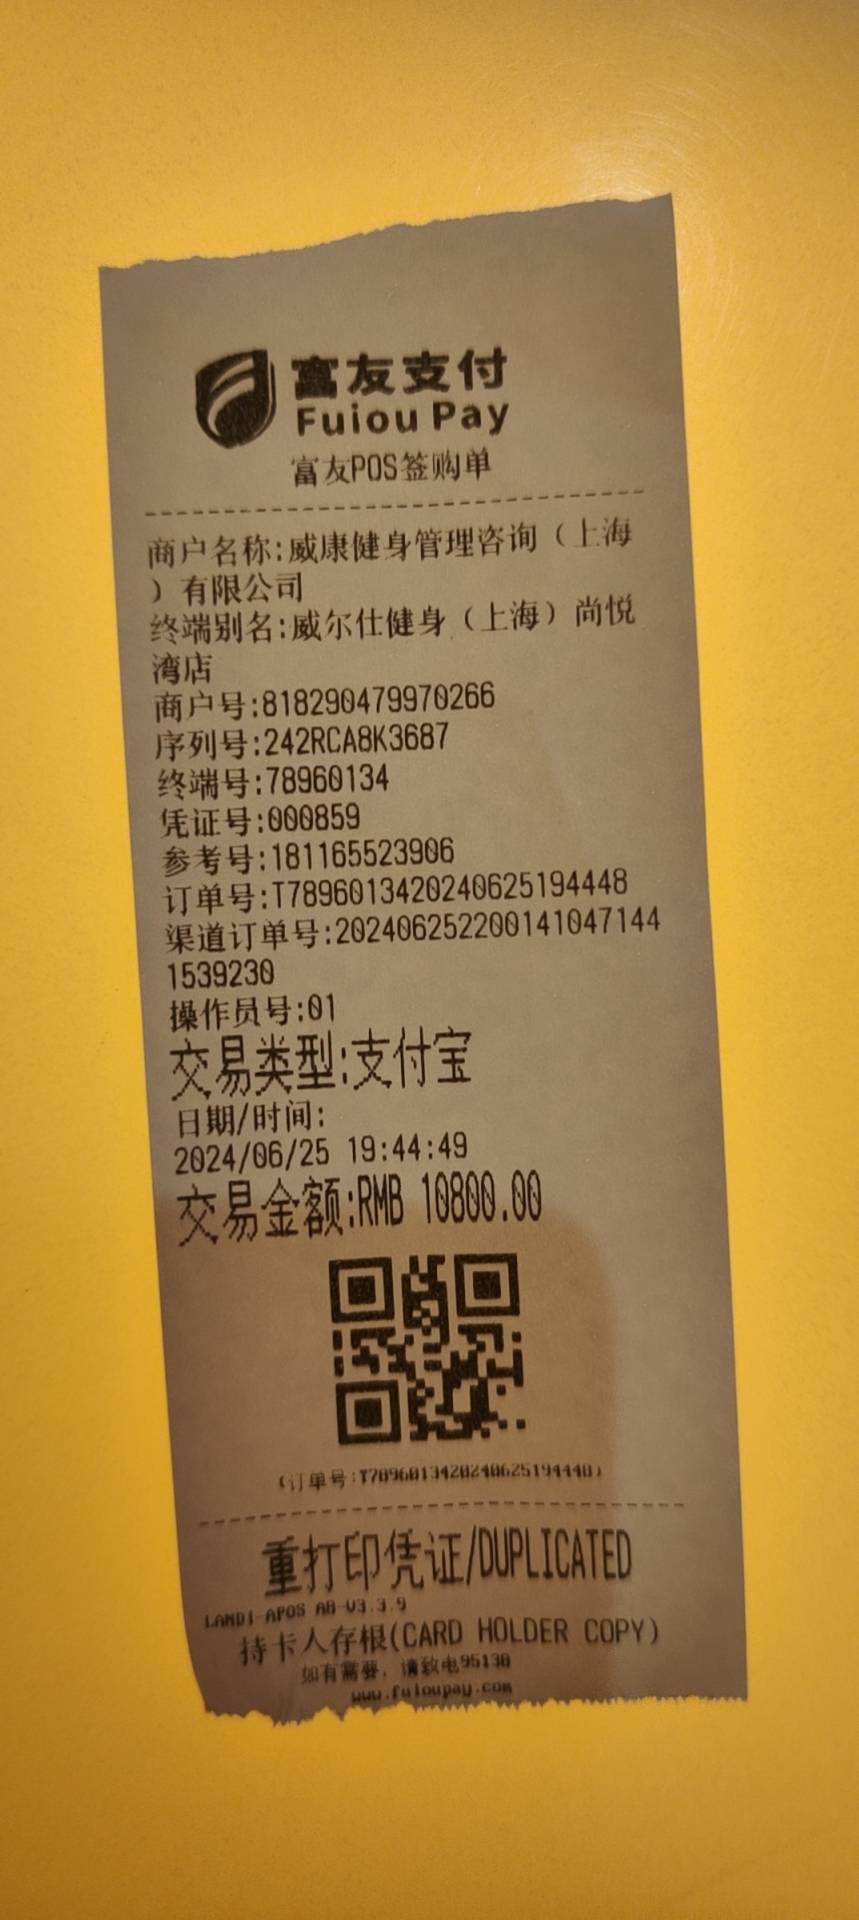 富友支付
Fuiou Pay
富友POS签购单
商户名称:威康健身管理咨询（上海
）有限公司
终端别名:威尔仕健身（上海）尚悦
湾店
商户号:818290479970266
序列号:242RCA8K3687
终端号:78960134
凭证号:000859
参考号:181165523906
订单号:T7896013420240625194448
渠道订单号:202406252200141047144
1539230
操作员号:01
交易类型:支付宝
日期/时间:
2024/06/25 19:44:49
交易金额:RMB 10800.00
(订单号:T7896013420240625194448)
重打印凭证/DUPLICATED
LANDI-APOS A8-V3.3.9
持卡人存根(CARD HOLDER COPY)
如有需要，请致电95138
www.fuioupay.com